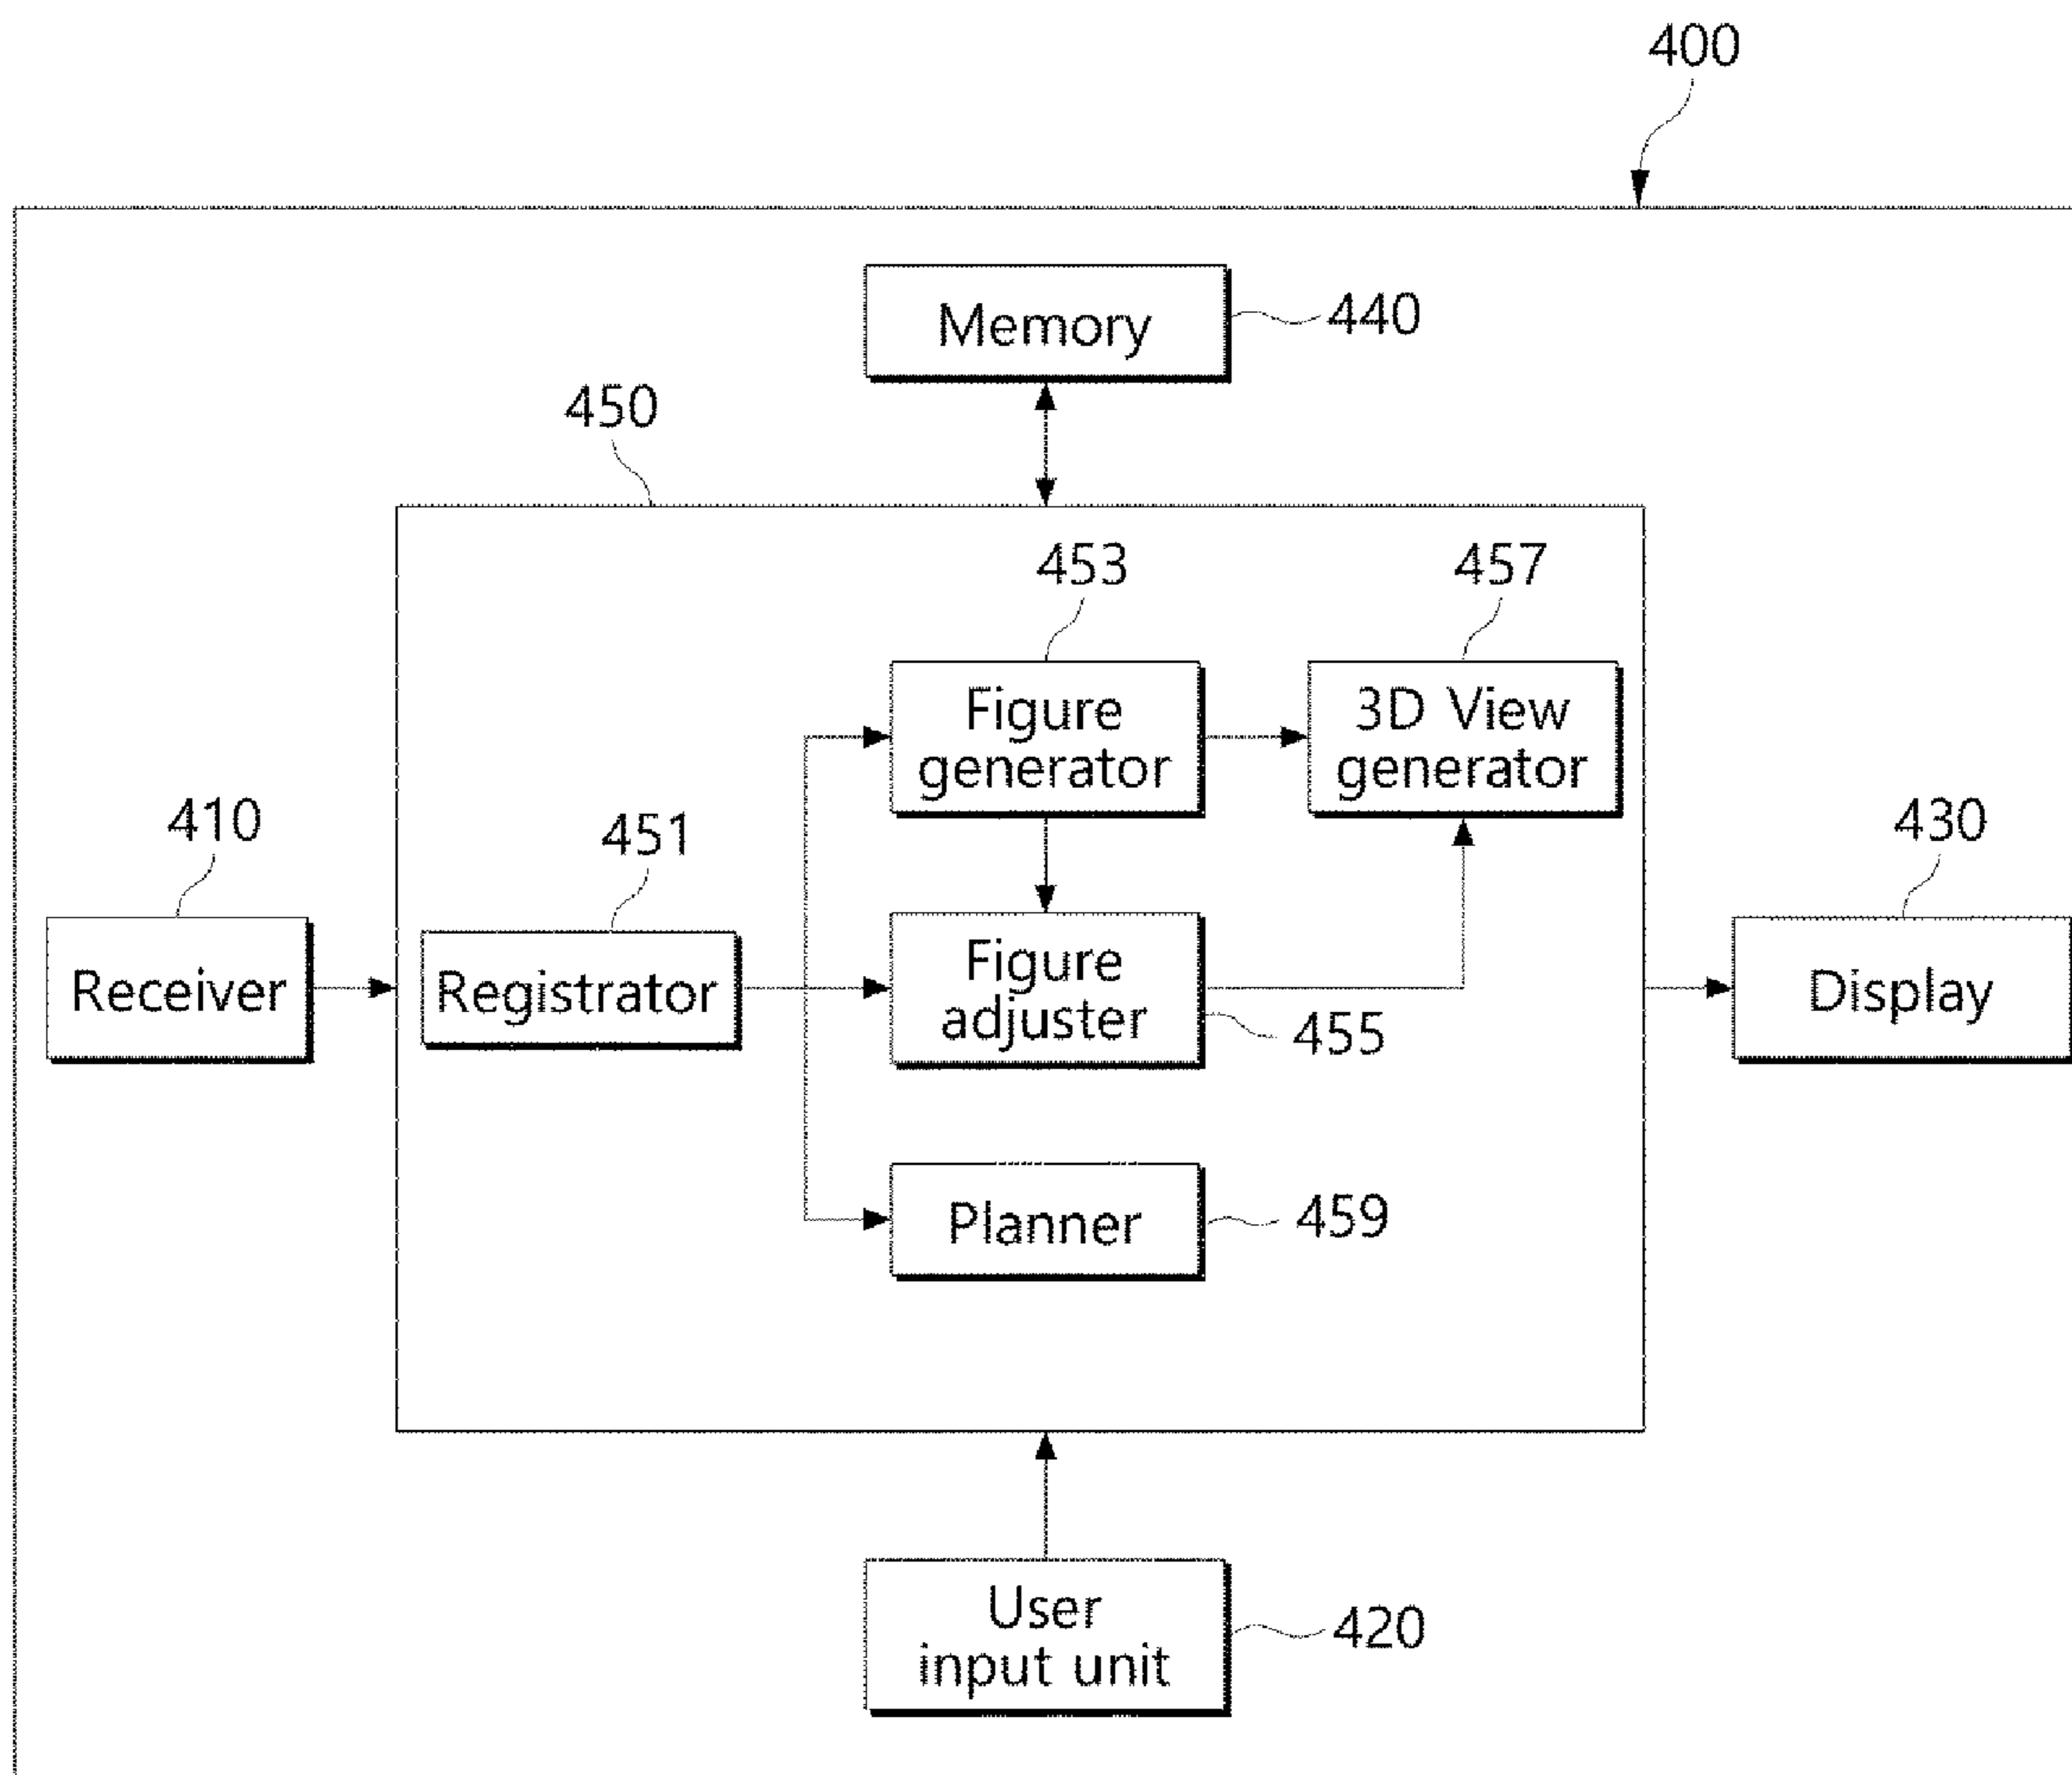 400
Memory
440
450
453
457
Figure
generator
3D View
generator
410
451
430
Receiver
Registrator
Figure
adjuster
455
Display
Planner
459
User
input unit
420